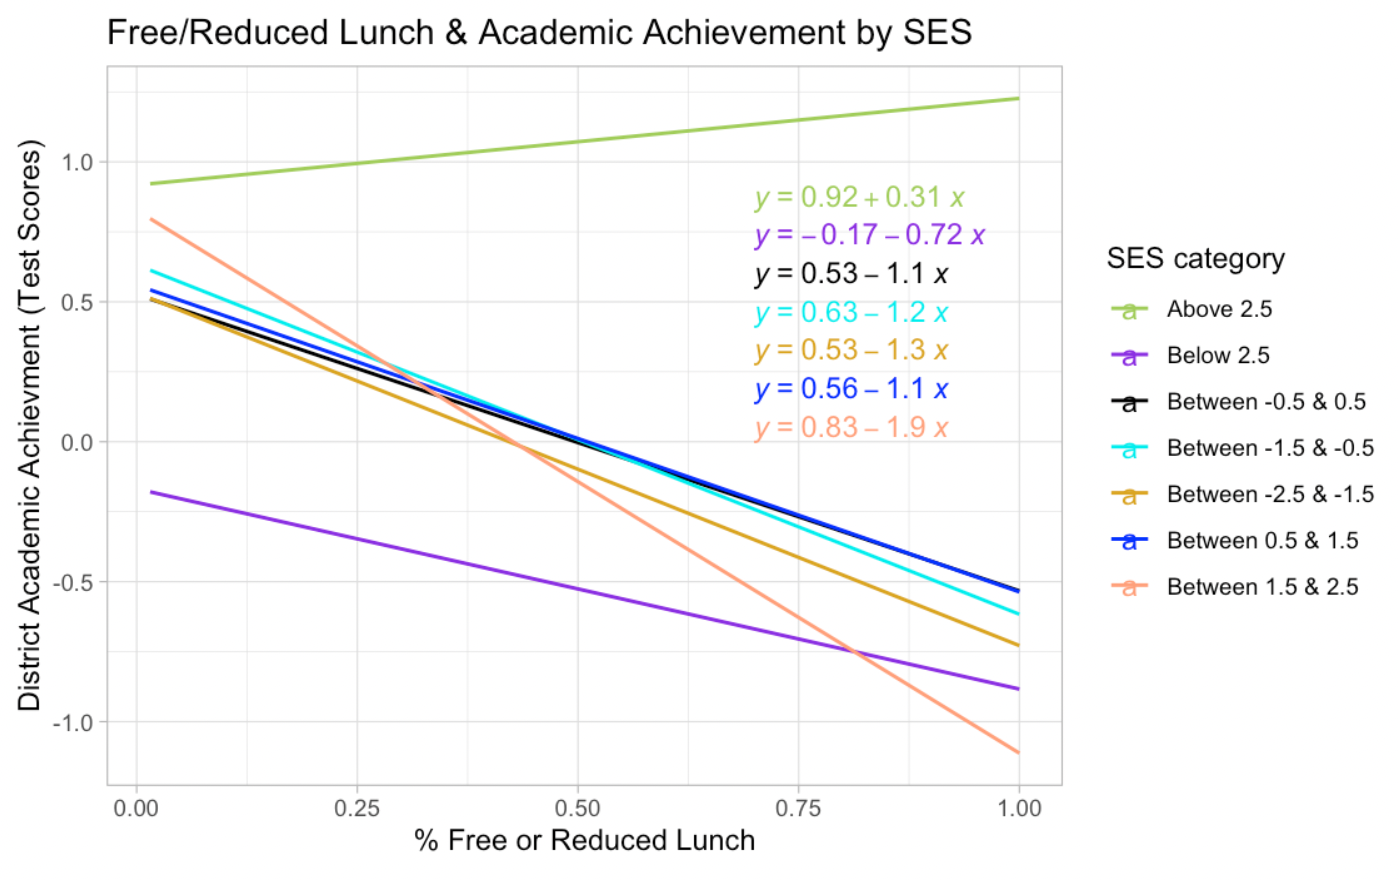 Free/Reduced Lunch & Academic Achievement by SES
District Academic Achievment (Test Scores)
1.0
0.5
0.0
-0.5
-1.0
y = 0.92 + 0.31 x
y = −0.17 − 0.72 x
y = 0.53 − 1.1 x
y = 0.63 − 1.2 x
y = 0.53 − 1.3 x
y = 0.56 − 1.1 x
y = 0.83 − 1.9 x
0.00 0.25 0.50 0.75 1.00
% Free or Reduced Lunch
SES category
a Above 2.5
a Below 2.5
a Between -0.5 & 0.5
a Between -1.5 & -0.5
a Between -2.5 & -1.5
a Between 0.5 & 1.5
a Between 1.5 & 2.5